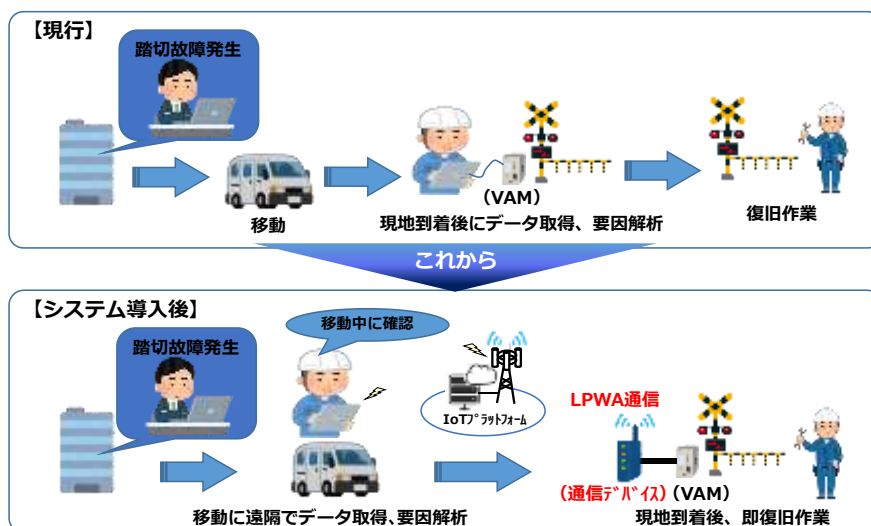 【現行】
踏切故障発生
移動
(VAM)
現地到着後にデータ取得、要因解析
復旧作業
これから
【システム導入後】
踏切故障発生
移動中に確認
IoTﾌﾟﾗｯﾄﾌｫｰﾑ
LPWA通信
(通信ﾃﾞﾊﾞｲｽ) (VAM)
移動に遠隔でデータ取得、要因解析
現地到着後、即復旧作業